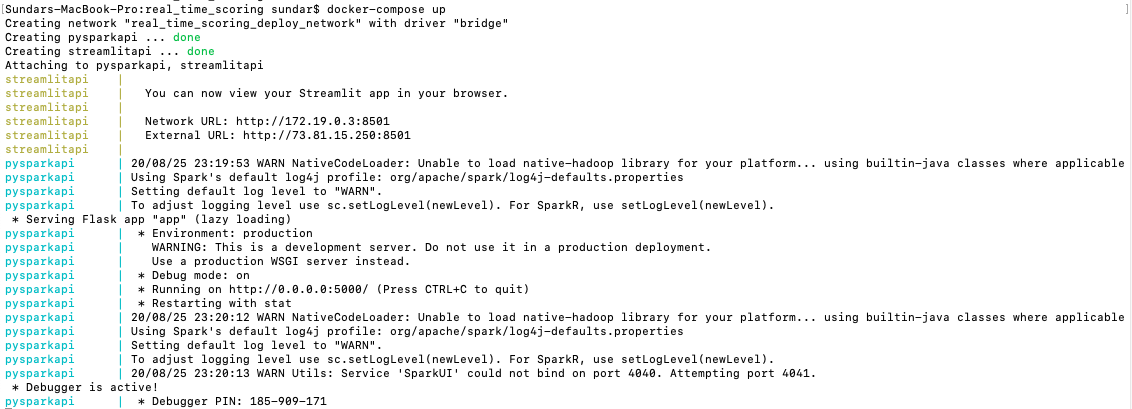 [Sundars-MacBook-Pro:real_time_scoring sundar$ docker-compose up ]
Creating network "real_time_scoring_deploy_network" with driver "bridge"
Creating pysparkapi ... done
Creating streamlitapi ... done
Attaching to pysparkapi, streamlitapi
streamlitapi |
streamlitapi | You can now view your Streamlit app in your browser.
streamlitapi |
streamlitapi | Network URL: http://172.19.0.3:8501
streamlitapi | External URL: http://73.81.15.250:8501
streamlitapi |
pysparkapi | 20/08/25 23:19:53 WARN NativeCodeLoader: Unable to load native-hadoop library for your platform... using builtin-java classes where applicable
pysparkapi | Using Spark's default log4j profile: org/apache/spark/log4j-defaults.properties
pysparkapi | Setting default log level to "WARN".
pysparkapi | To adjust logging level use sc.setLogLevel(newLevel). For SparkR, use setLogLevel(newLevel).
 * Serving Flask app "app" (lazy loading)
pysparkapi | * Environment: production
pysparkapi | WARNING: This is a development server. Do not use it in a production deployment.
pysparkapi | Use a production WSGI server instead.
pysparkapi | * Debug mode: on
pysparkapi | * Running on http://0.0.0.0:5000/ (Press CTRL+C to quit)
pysparkapi | * Restarting with stat
pysparkapi | 20/08/25 23:20:12 WARN NativeCodeLoader: Unable to load native-hadoop library for your platform... using builtin-java classes where applicable
pysparkapi | Using Spark's default log4j profile: org/apache/spark/log4j-defaults.properties
pysparkapi | Setting default log level to "WARN".
pysparkapi | To adjust logging level use sc.setLogLevel(newLevel). For SparkR, use setLogLevel(newLevel).
pysparkapi | 20/08/25 23:20:13 WARN Utils: Service 'SparkUI' could not bind on port 4040. Attempting port 4041.
 * Debugger is active!
pysparkapi | * Debugger PIN: 185-909-171